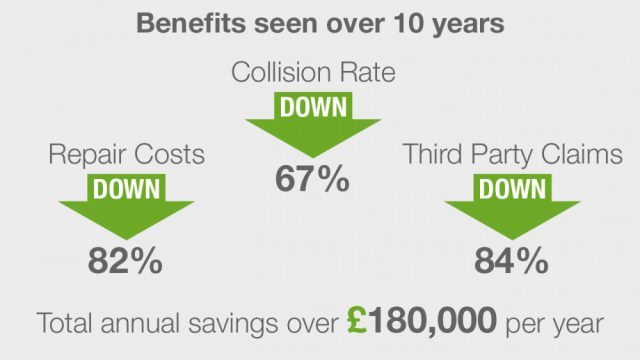 Benefits seen over 10 years
Collision Rate
DOWN
67%
Repair Costs
DOWN
82%
Third Party Claims
DOWN
84%
Total annual savings over £180,000 per year